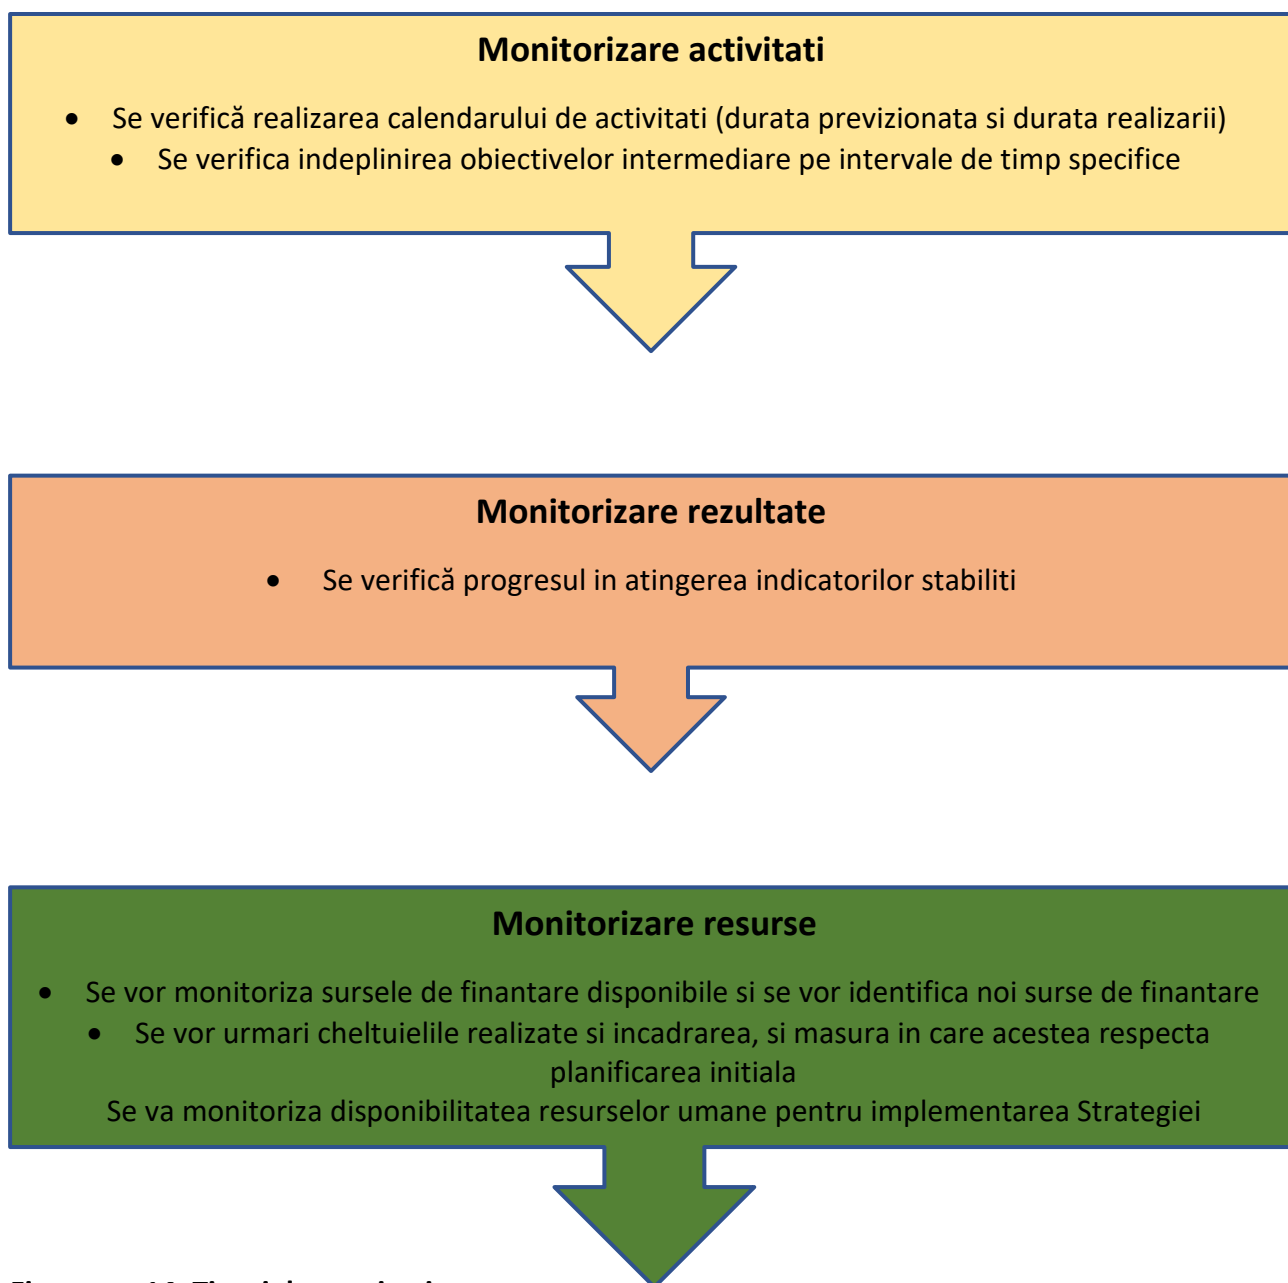 Monitorizare activitati
• Se verifică realizarea calendarului de activitati (durata previzionata si durata realizarii)
• Se verifica indeplinirea obiectivelor intermediare pe intervale de timp specifice
Monitorizare rezultate
• Se verifică progresul in atingerea indicatorilor stabiliti
Monitorizare resurse
• Se vor monitoriza sursele de finantare disponibile si se vor identifica noi surse de finantare
• Se vor urmari cheltuielile realizate si incadrarea, si masura in care acestea respecta
planificarea initiala
Se va monitoriza disponibilitatea resurselor umane pentru implementarea Strategiei